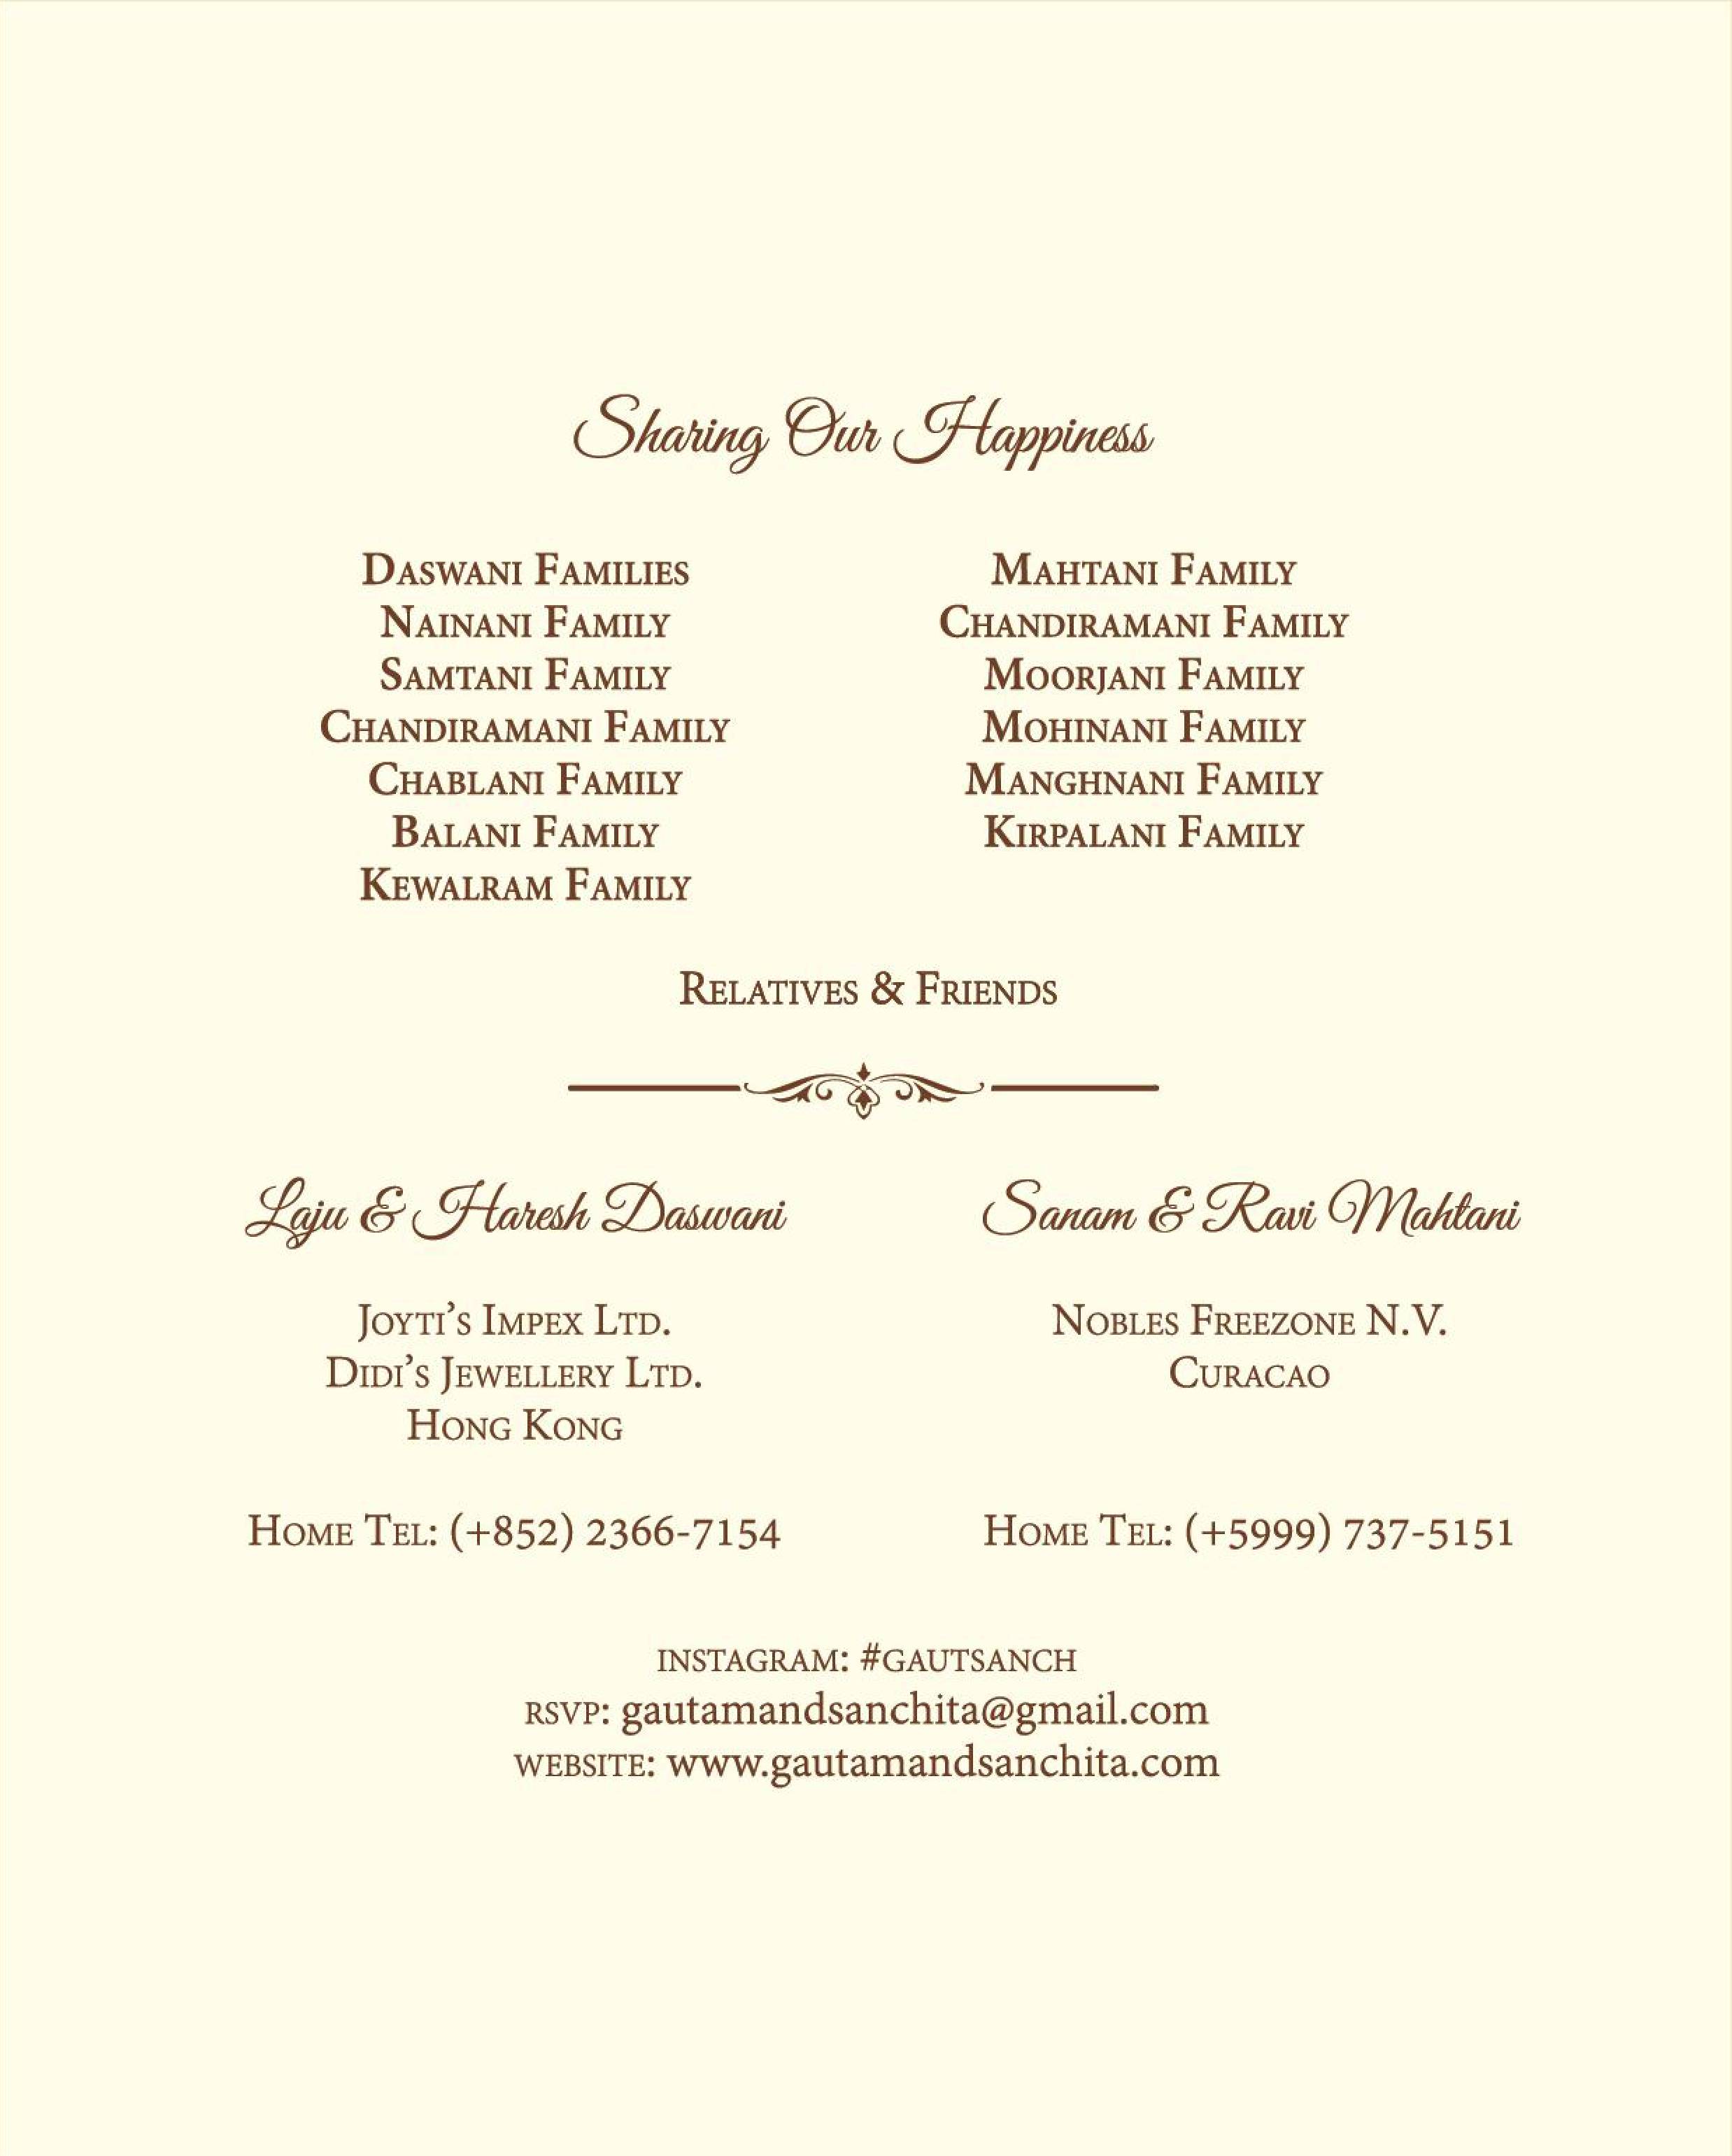 Sharing Our Happiness
Daswani Families
Nainani Family
Samtani Family
Chandiramani Family
Chablani Family
Balani Family
Kewalram Family
Mahtani Family
Chandiramani Family
Moorjani Family
Mohinani Family
Manghnani Family
Kirpalani Family
Relatives & Friends
Laju & Haresh Daswani
Joyti's Impex Ltd.
Didi's Jewellery Ltd.
Hong Kong
Home Tel: (+852) 2366-7154
Sanam & Ravi Mahtani
Nobles Freezone N.V.
Curacao
Home Tel: (+5999) 737-5151
instagram: #gautsanch
rsvp: gautamandsanchita@gmail.com
website: www.gautamandsanchita.com